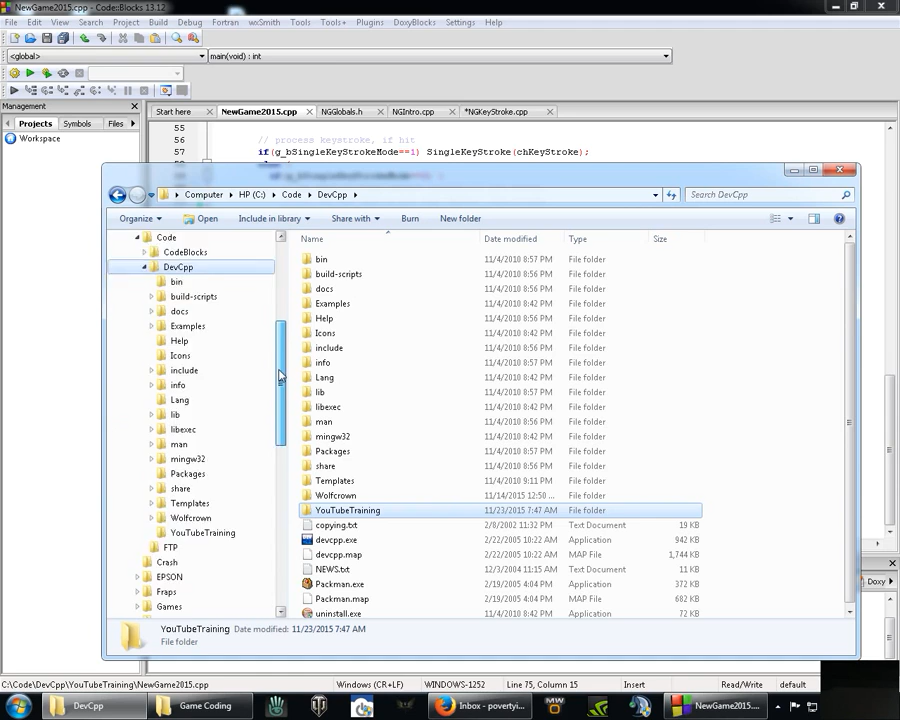 NewGame2015.cpp - Code::Blocks 13.12
File Edit View Search Project Build Debug Fortran wxSmith Tools Tools+ Plugins DoxyBlocks Settings Help
<global> main(void) : int
Management
Projects Symbols Files
Workspace
Start here NewGame2015.cpp NGGlobals.h NGIntro.cpp *NGKeyStroke.cpp
55
56 // process keystroke, if hit
57 if(g_bSingleKeyStrokeMode==1) SingleKeyStroke(chKeyStroke);
Computer HP (C:) Code DevCpp Search DevCpp
Organize Open Include in library Share with Burn New folder
Code
CodeBlocks
DevCpp
bin
build-scripts
docs
Examples
Help
Icons
include
info
Lang
lib
libexec
man
mingw32
Packages
share
Templates
Wolfcrown
YouTubeTraining
FTP
Crash
EPSON
Fraps
Games
Name Date modified Type Size
bin 11/4/2010 8:57 PM File folder
build-scripts 11/4/2010 8:56 PM File folder
docs 11/4/2010 8:56 PM File folder
Examples 11/4/2010 8:42 PM File folder
Help 11/4/2010 8:56 PM File folder
Icons 11/4/2010 8:42 PM File folder
include 11/4/2010 8:56 PM File folder
info 11/4/2010 8:57 PM File folder
Lang 11/4/2010 8:42 PM File folder
lib 11/4/2010 8:57 PM File folder
libexec 11/4/2010 8:42 PM File folder
man 11/4/2010 8:42 PM File folder
mingw32 11/4/2010 8:42 PM File folder
Packages 11/4/2010 8:42 PM File folder
share 11/4/2010 8:56 PM File folder
Templates 11/4/2010 9:11 PM File folder
Wolfcrown 11/14/2015 12:50 ... File folder
YouTubeTraining 11/23/2015 7:47 AM File folder
copying.txt 2/8/2002 11:32 PM Text Document 19 KB
devcpp.exe 2/22/2005 10:22 AM Application 942 KB
devcpp.map 2/22/2005 10:22 AM MAP File 1,744 KB
NEWS.txt 12/3/2004 11:15 AM Text Document 11 KB
Packman.exe 2/19/2005 4:04 PM Application 372 KB
Packman.map 2/19/2005 4:04 PM MAP File 682 KB
uninstall.exe 11/4/2010 8:42 PM Application 72 KB
YouTubeTraining Date modified: 11/23/2015 7:47 AM
File folder
Doxy
C:\Code\DevCpp\YouTubeTraining\NewGame2015.cpp Windows (CR+LF) WINDOWS-1252 Line 75, Column 15 Insert Read/Write default
DevCpp Game Coding Inbox - povertyi... NewGame2015....